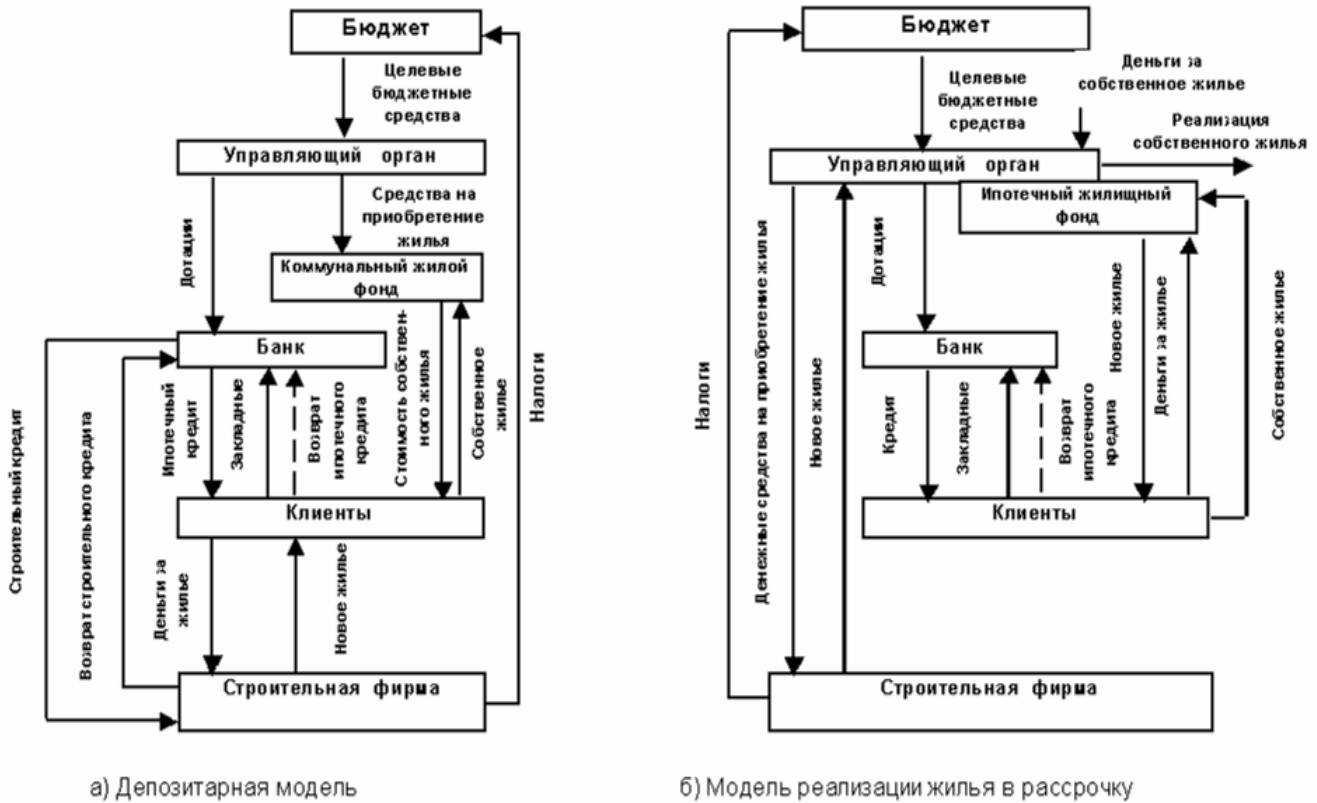 Бюджет
Целевые
бюджетные
средства
Управляющий орган
Средства на
приобретение
жилья
Дотации
Коммунальный жилой
фонд
Банк
Ипотечный
кредит
Закладные
Возврат
ипотечного
кредита
Стоимость собствен-
ного жилья
Собственное
жилье
Налоги
Строительный кредит
Возврат строительного кредита
Клиенты
Деньги за
жилье
Новое жилье
Строительная фирма
а) Депозитарная модель
Бюджет
Целевые
бюджетные
средства
Деньги за
собственное жилье
Реализация
собственного жилья
Управляющий орган
Ипотечный жилищный
фонд
Налоги
Денежные средства на приобретение жилья
Новое жилье
Дотации
Банк
Кредит
Закладные
Возврат
ипотечного
кредита
Новое жилье
Деньги за жилье
Собственное жилье
Клиенты
Строительная фирма
б) Модель реализации жилья в рассрочку